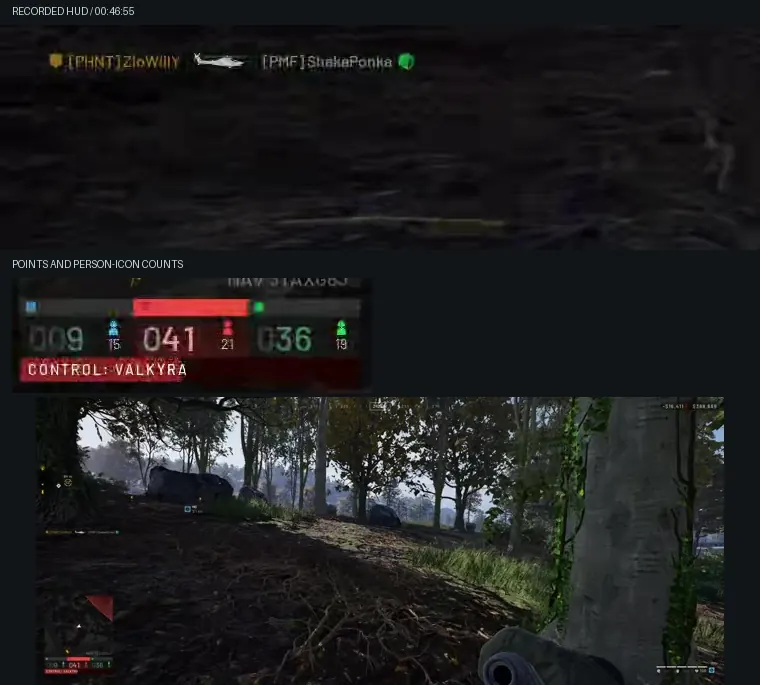 RECORDED HUD / 00:46:55
[PHNT]ZloWillY [PMF]ShakaPonka
POINTS AND PERSON-ICON COUNTS
009 15 041 21 036 19
CONTROL: VALKYRA